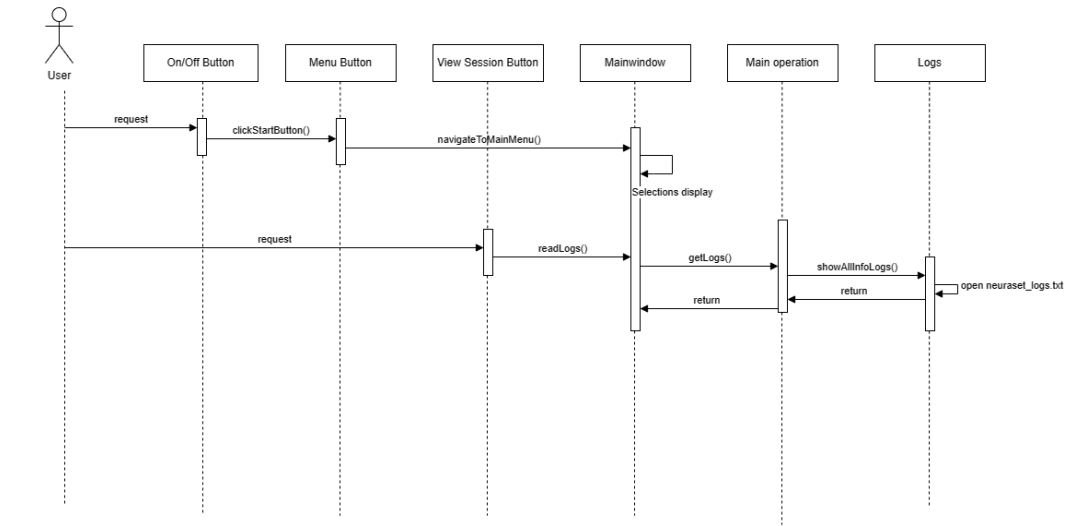 User
On/Off Button
Menu Button
View Session Button
Mainwindow
Main operation
Logs
request
clickStartButton()
navigateToMainMenu()
Selections display
request
readLogs()
getLogs()
showAllInfoLogs()
open neuraset_logs.txt
return
return